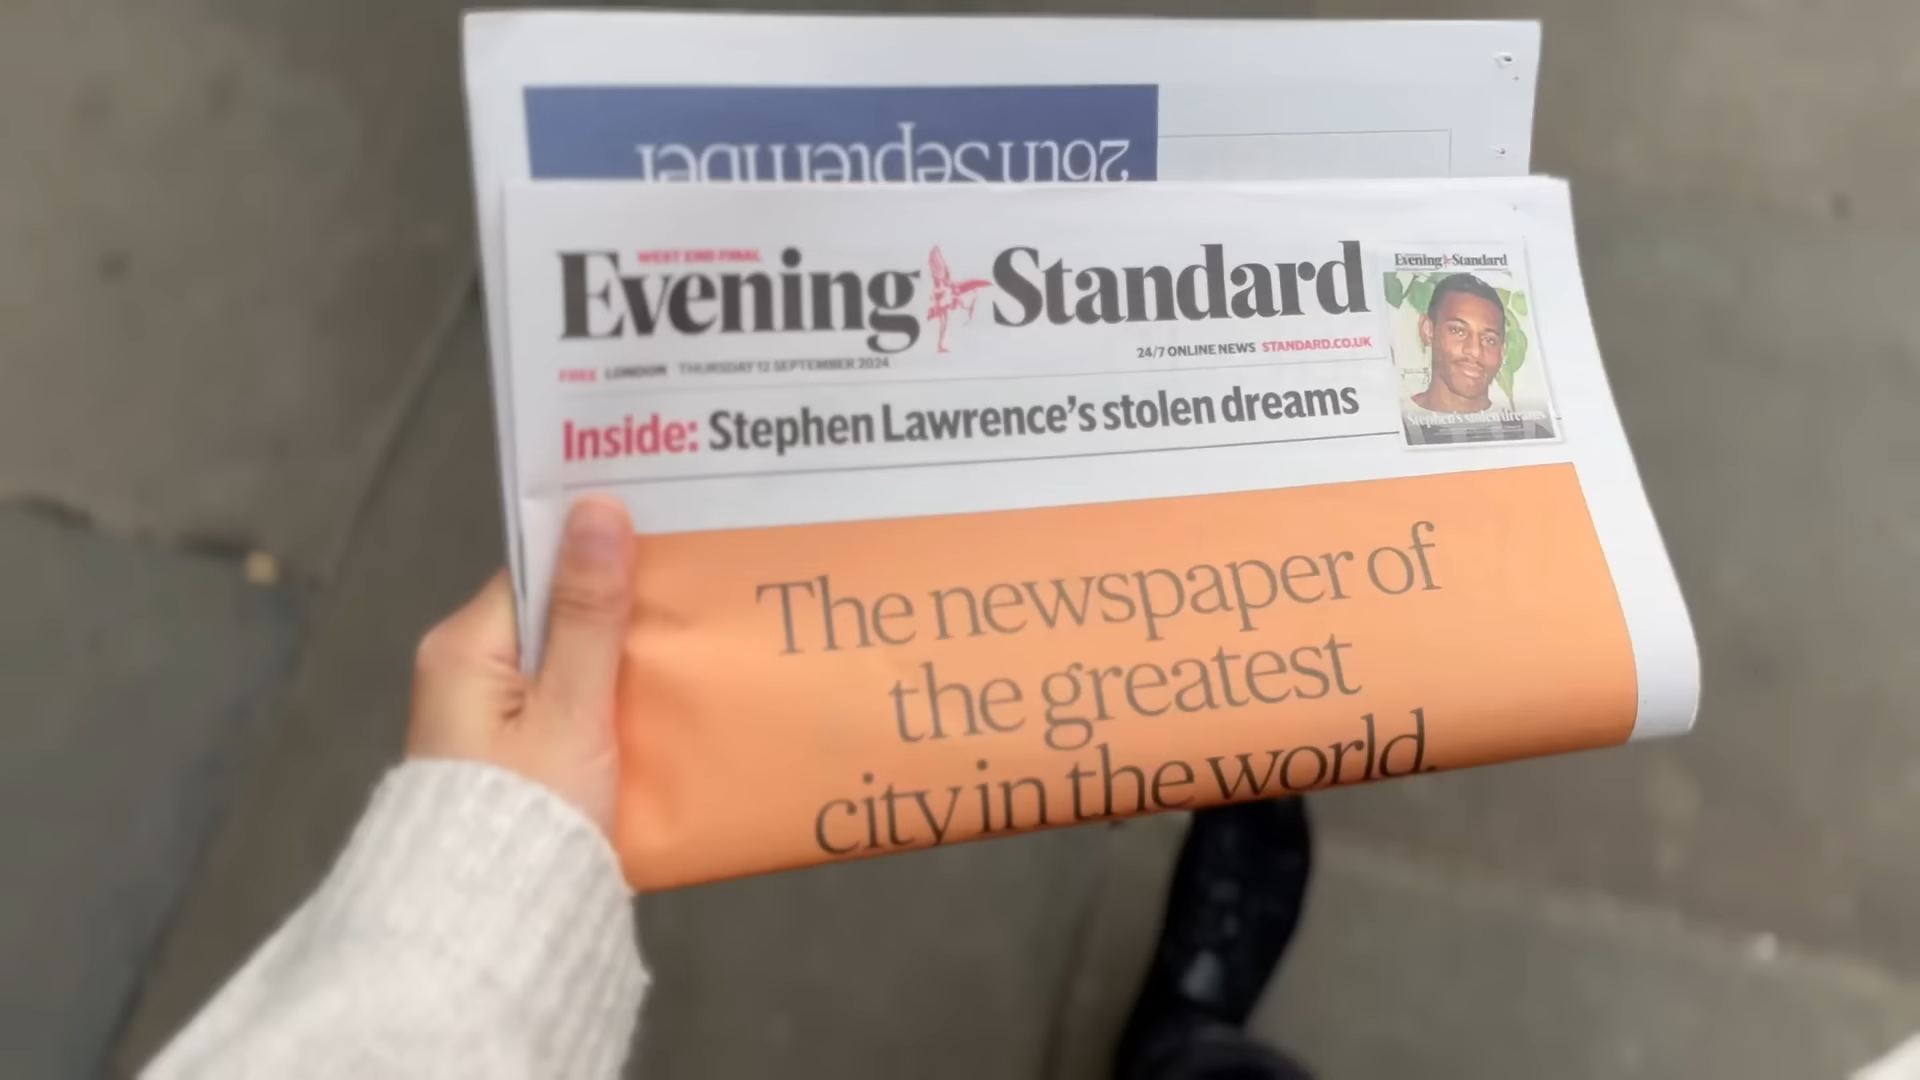 26th September
WEST END FINAL
Evening Standard
FREE LONDON THURSDAY 12 SEPTEMBER 2024
24/7 ONLINE NEWS STANDARD.CO.UK
Inside: Stephen Lawrence's stolen dreams
Evening Standard
Stephen's stolen dreams
The newspaper of
the greatest
city in the world.